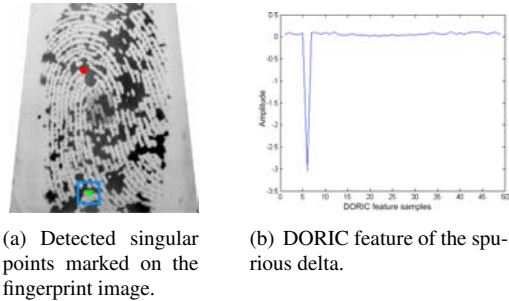 0.5
0
-0.5
-1
-1.5
-2
-2.5
-3
-3.5
Amplitude
0 5 10 15 20 25 30 35 40 45 50
DORIC feature samples
(a) Detected singular
points marked on the
fingerprint image.
(b) DORIC feature of the spu-
rious delta.